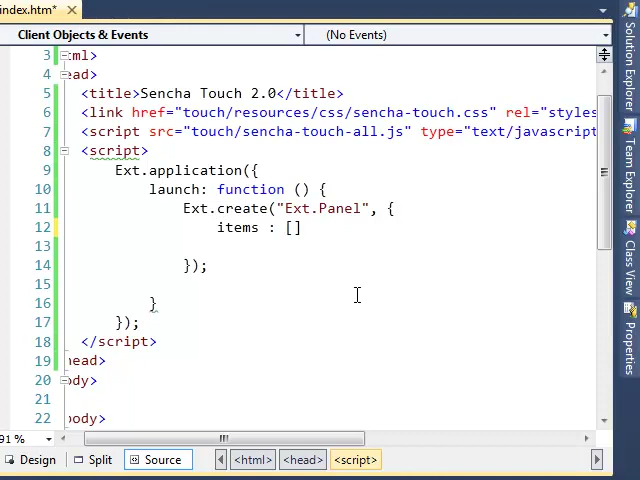 index.htm*
Client Objects & Events
(No Events)
3 tml>
4 ead>
5 <title>Sencha Touch 2.0</title>
6 <link href="touch/resources/css/sencha-touch.css" rel="styles
7 <script src="touch/sencha-touch-all.js" type="text/javascript
8 <script>
9 Ext.application({
10 launch: function () {
11 Ext.create("Ext.Panel", {
12 items : []
13
14 });
15
16 }
17 });
18 </script>
19 head>
20 ody>
21
22 ody>
91 %
Design Split Source <html> <head> <script>
Solution Explorer
Team Explorer
Class View
Properties